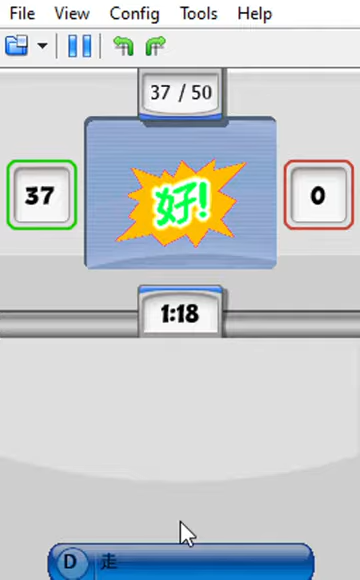 File View Config Tools Help
37 / 50
37 好! 0
1:18
D 走